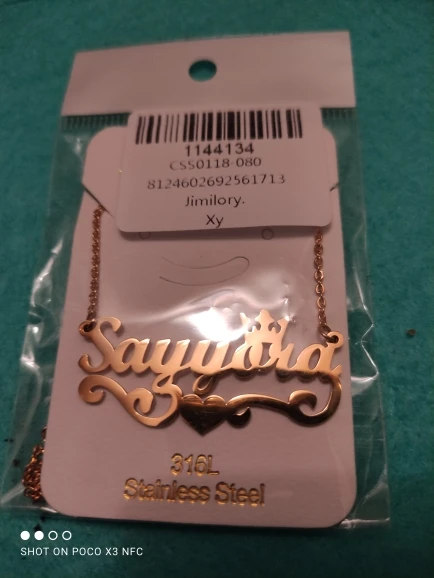 1144134
CSS0118-080
8124602692561713
Jimilory.
Xy
Sayyora
316L
Stainless Steel
SHOT ON POCO X3 NFC